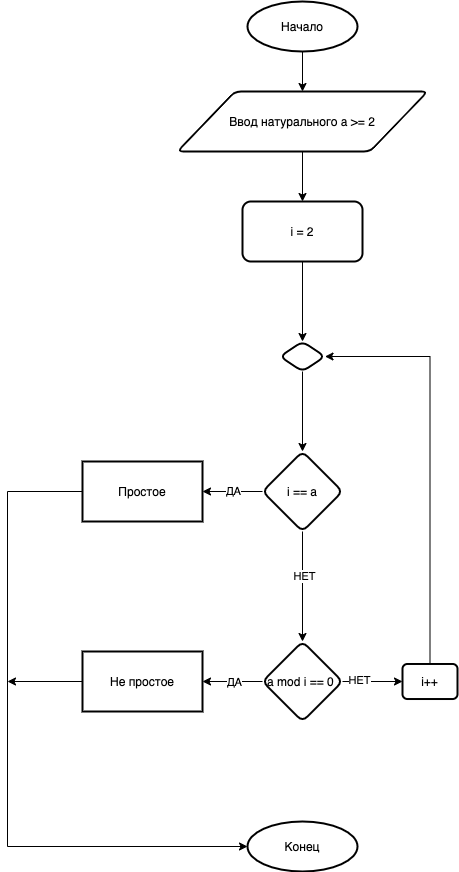 Начало
Ввод натурального a >= 2
i = 2
i == a
ДА
Простое
НЕТ
a mod i == 0
ДА
Не простое
НЕТ
i++
Конец